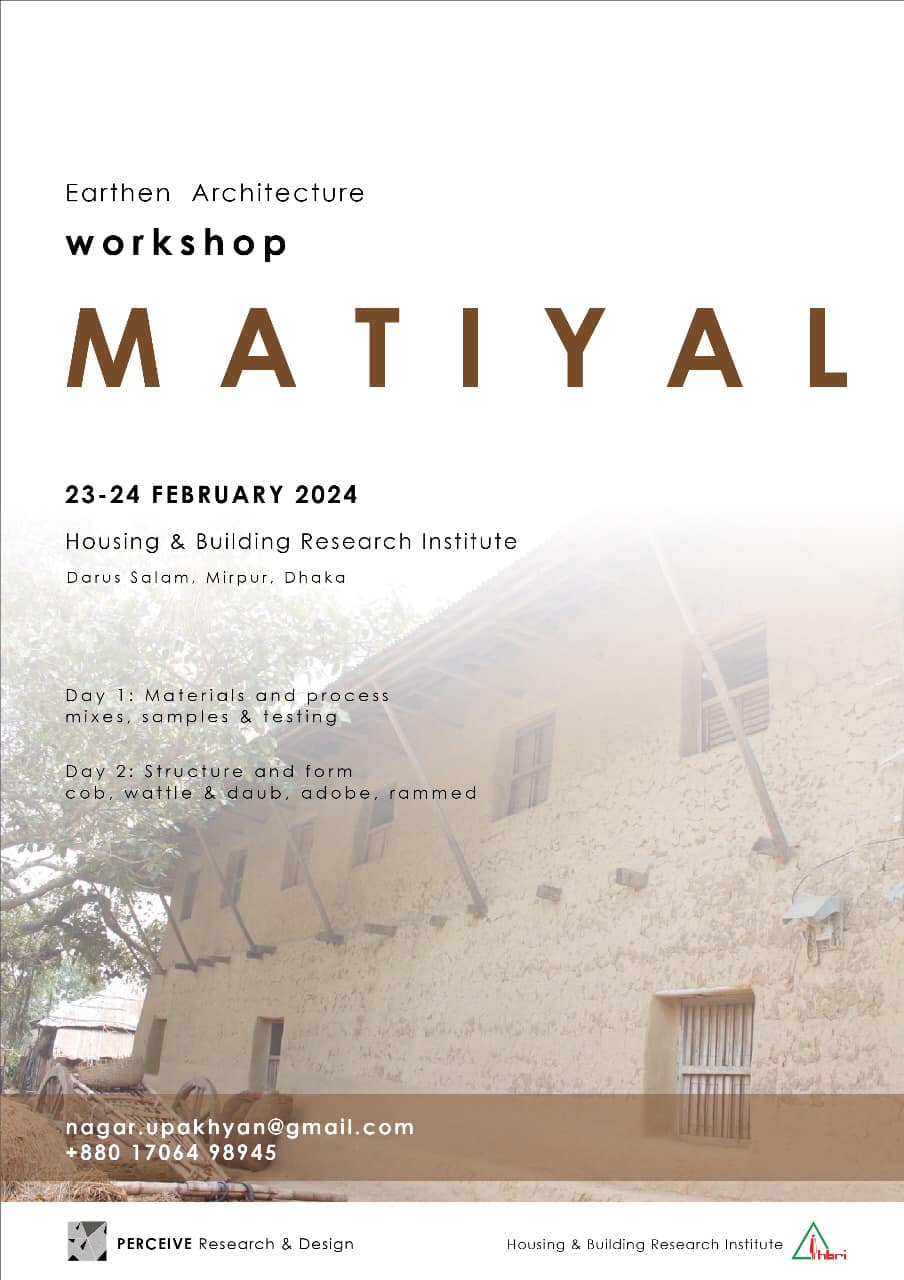 Earthen Architecture
workshop
MATIYAL
23-24 FEBRUARY 2024
Housing & Building Research Institute
Darus Salam, Mirpur, Dhaka
Day 1: Materials and process
mixes, samples & testing
Day 2: Structure and form
cob, wattle & daub, adobe, rammed
nagar.upakhyan@gmail.com
+880 17064 98945
PERCEIVE Research & Design
Housing & Building Research Institute
hbri